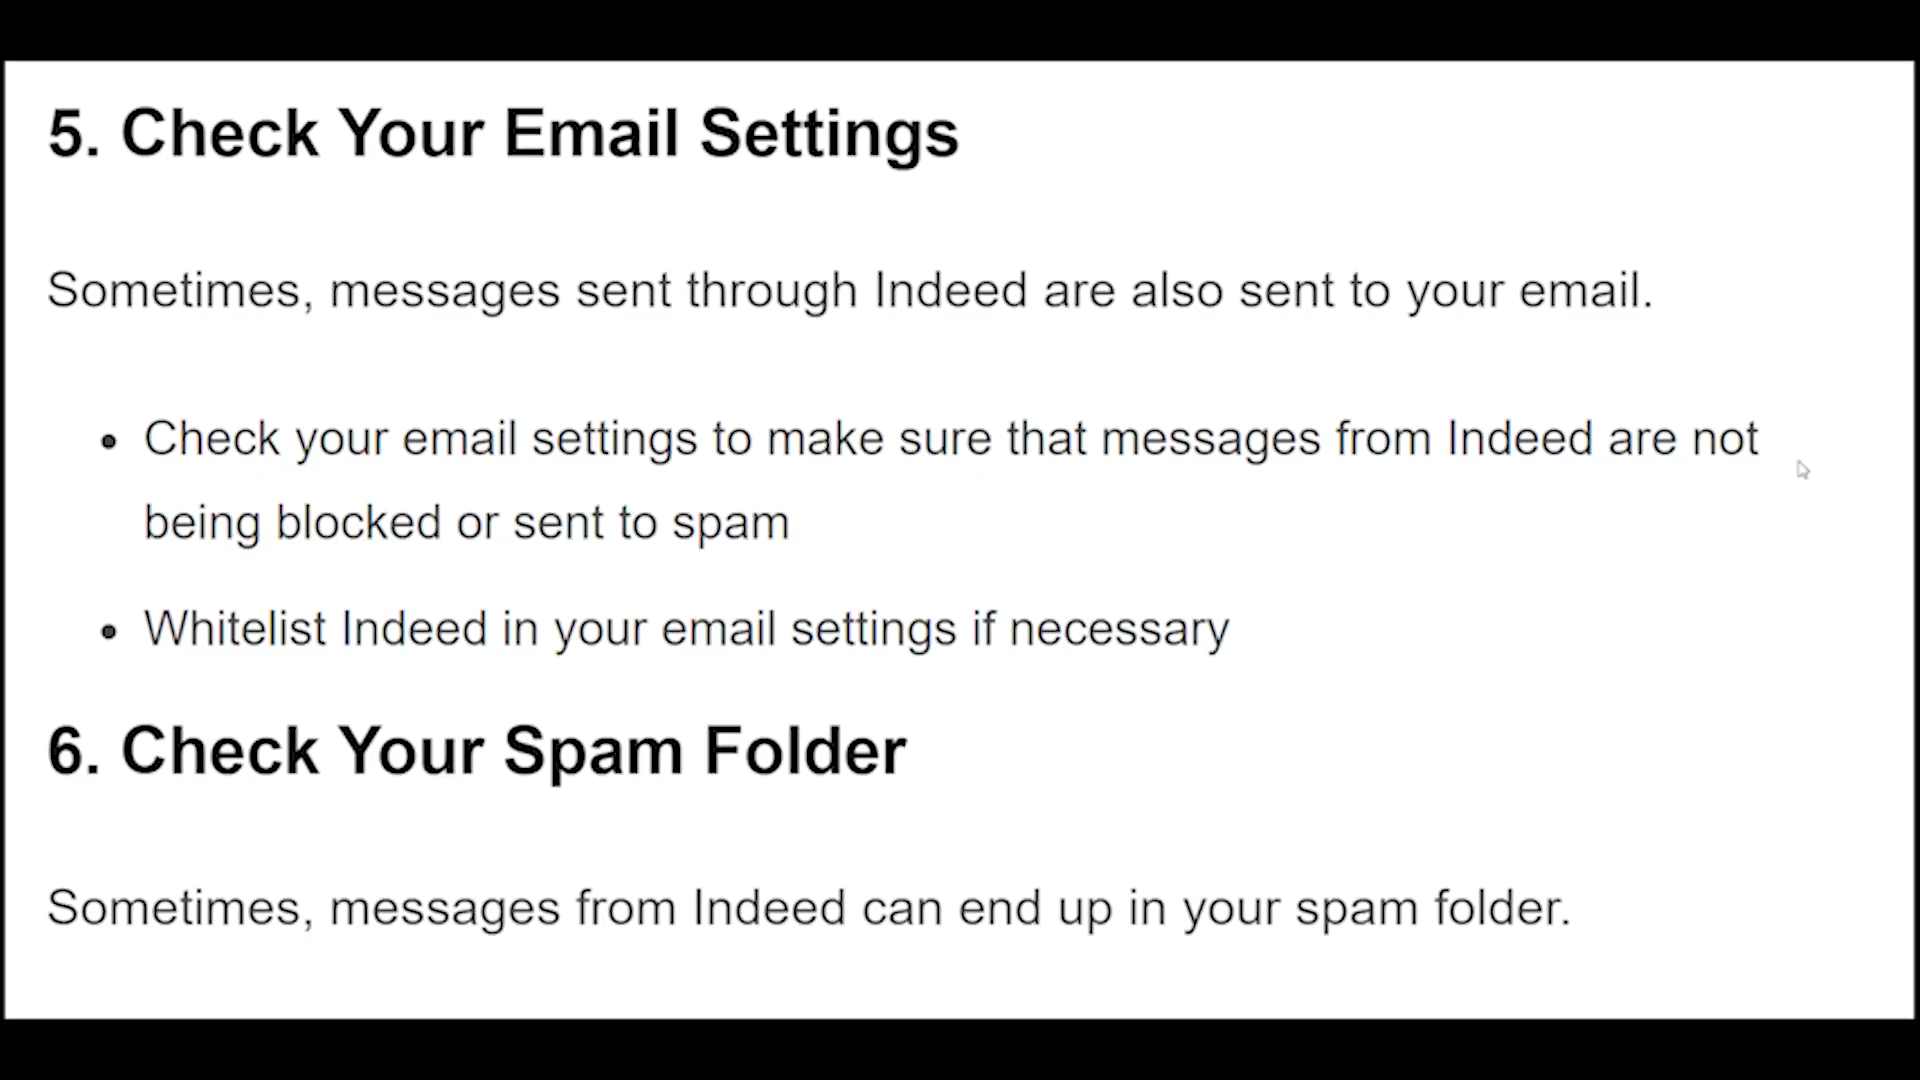 5. Check Your Email Settings
Sometimes, messages sent through Indeed are also sent to your email.
• Check your email settings to make sure that messages from Indeed are not
being blocked or sent to spam
• Whitelist Indeed in your email settings if necessary
6. Check Your Spam Folder
Sometimes, messages from Indeed can end up in your spam folder.